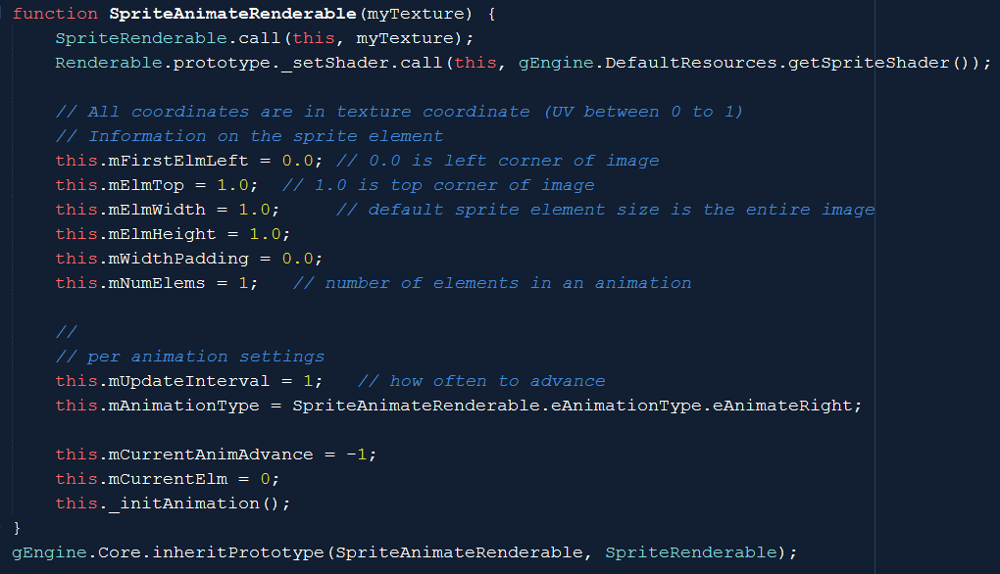 function SpriteAnimateRenderable(myTexture) {
    SpriteRenderable.call(this, myTexture);
    Renderable.prototype._setShader.call(this, gEngine.DefaultResources.getSpriteShader());

    // All coordinates are in texture coordinate (UV between 0 to 1)
    // Information on the sprite element
    this.mFirstElmLeft = 0.0; // 0.0 is left corner of image
    this.mElmTop = 1.0;  // 1.0 is top corner of image
    this.mElmWidth = 1.0;     // default sprite element size is the entire image
    this.mElmHeight = 1.0;
    this.mWidthPadding = 0.0;
    this.mNumElems = 1;   // number of elements in an animation

    //
    // per animation settings
    this.mUpdateInterval = 1;   // how often to advance
    this.mAnimationType = SpriteAnimateRenderable.eAnimationType.eAnimateRight;

    this.mCurrentAnimAdvance = -1;
    this.mCurrentElm = 0;
    this._initAnimation();
}
gEngine.Core.inheritPrototype(SpriteAnimateRenderable, SpriteRenderable);